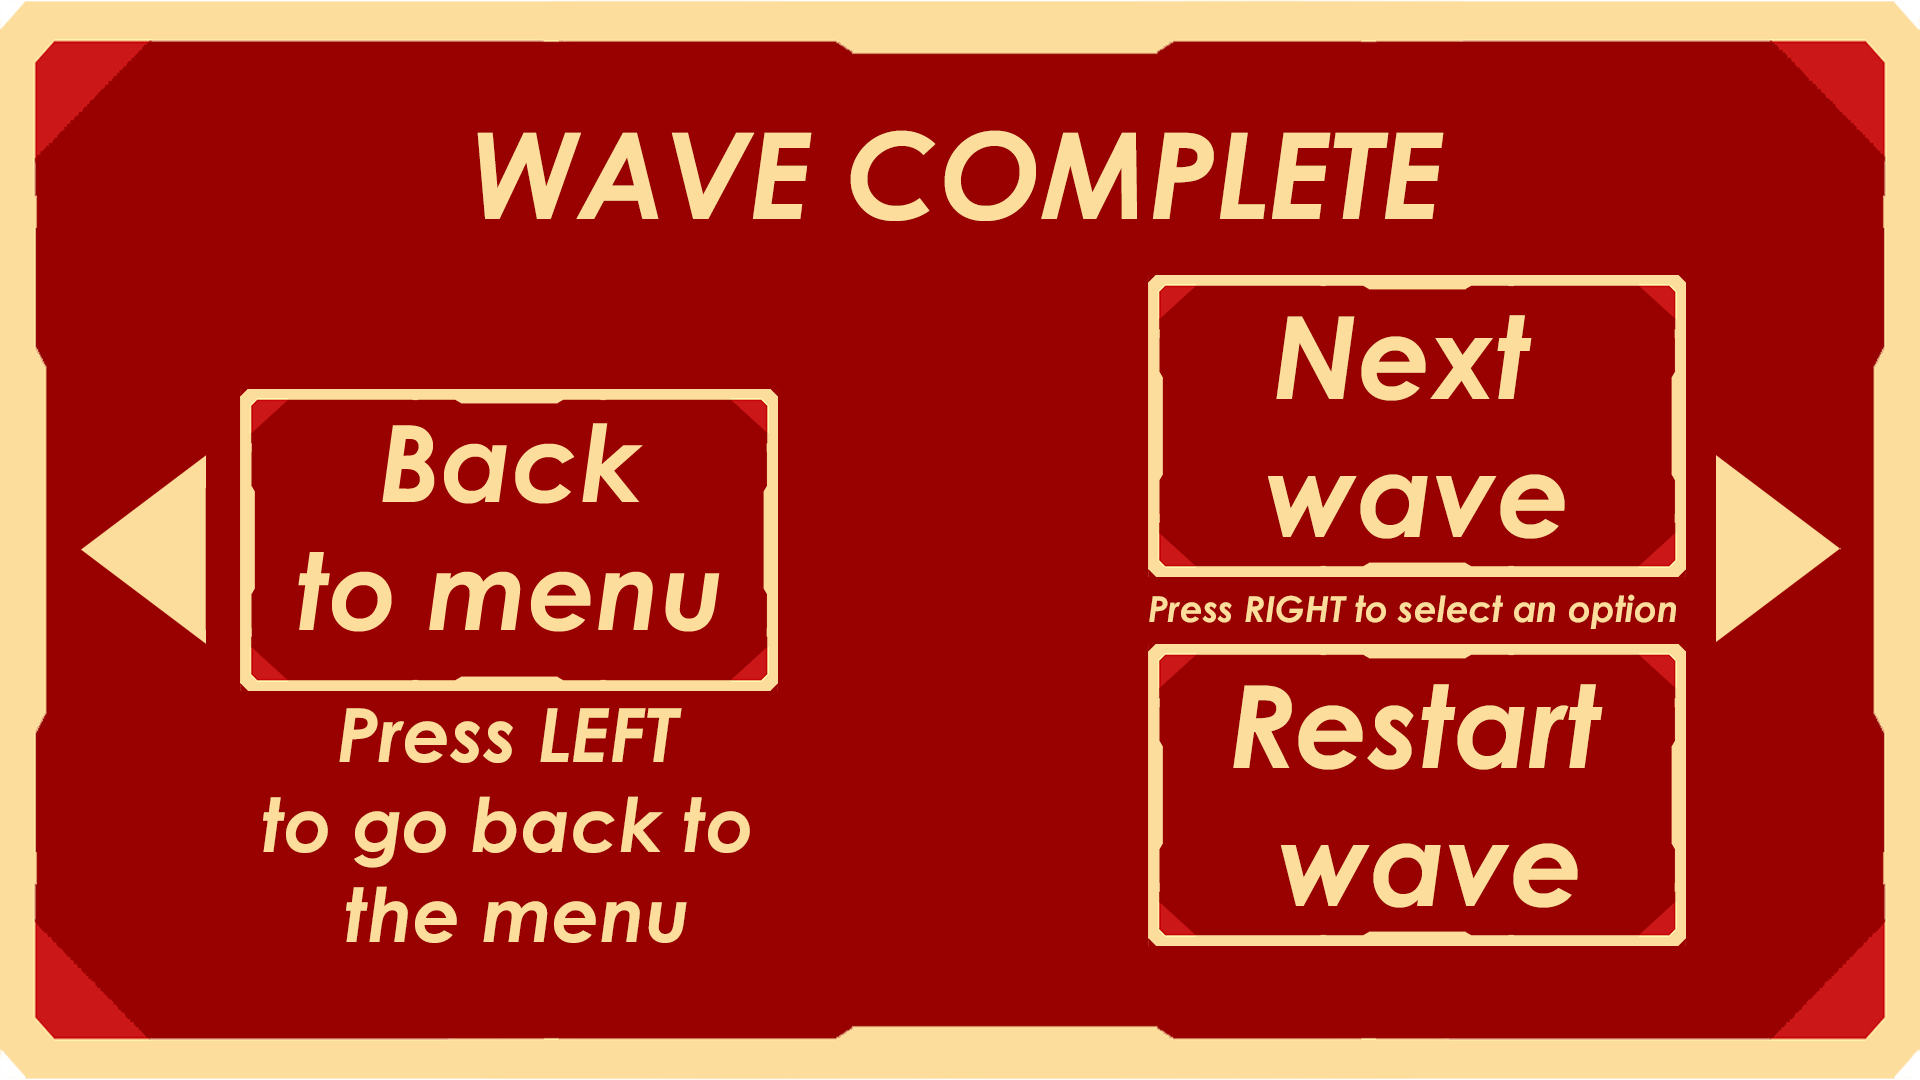 WAVE COMPLETE
Back
to menu
Press LEFT
to go back to
the menu
Next
wave
Press RIGHT to select an option
Restart
wave